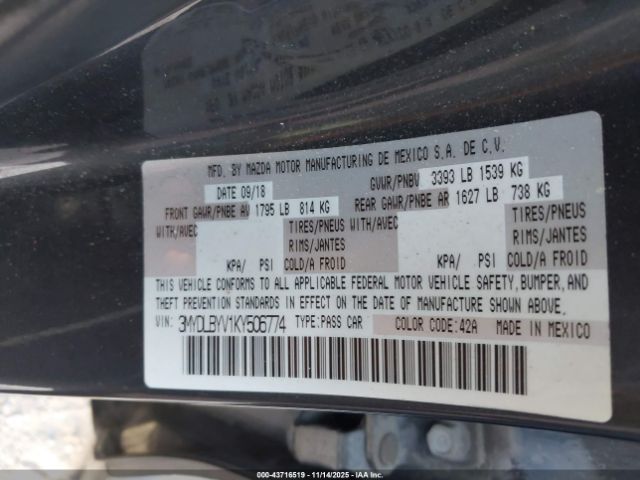 MFD. BY MAZDA MOTOR MANUFACTURING DE MEXICO S.A. DE C.V.
DATE 09/18 GVWR/PNBV 3393 LB 1539 KG
FRONT GAWR/PNBE AV 1795 LB 814 KG REAR GAWR/PNBE AR 1627 LB 738 KG
WITH/AVEC TIRES/PNEUS WITH/AVEC TIRES/PNEUS
RIMS/JANTES RIMS/JANTES
KPA/ PSI COLD/A FROID KPA/ PSI COLD/A FROID
THIS VEHICLE CONFORMS TO ALL APPLICABLE FEDERAL MOTOR VEHICLE SAFETY, BUMPER, AND
THEFT PREVENTION STANDARDS IN EFFECT ON THE DATE OF MANUFACTURE SHOWN ABOVE.
VIN: 3MYDLBYV1KY506774 TYPE:PASS CAR COLOR CODE:42A MADE IN MEXICO
000-43716519 - 11/14/2025 - IAAI.COM